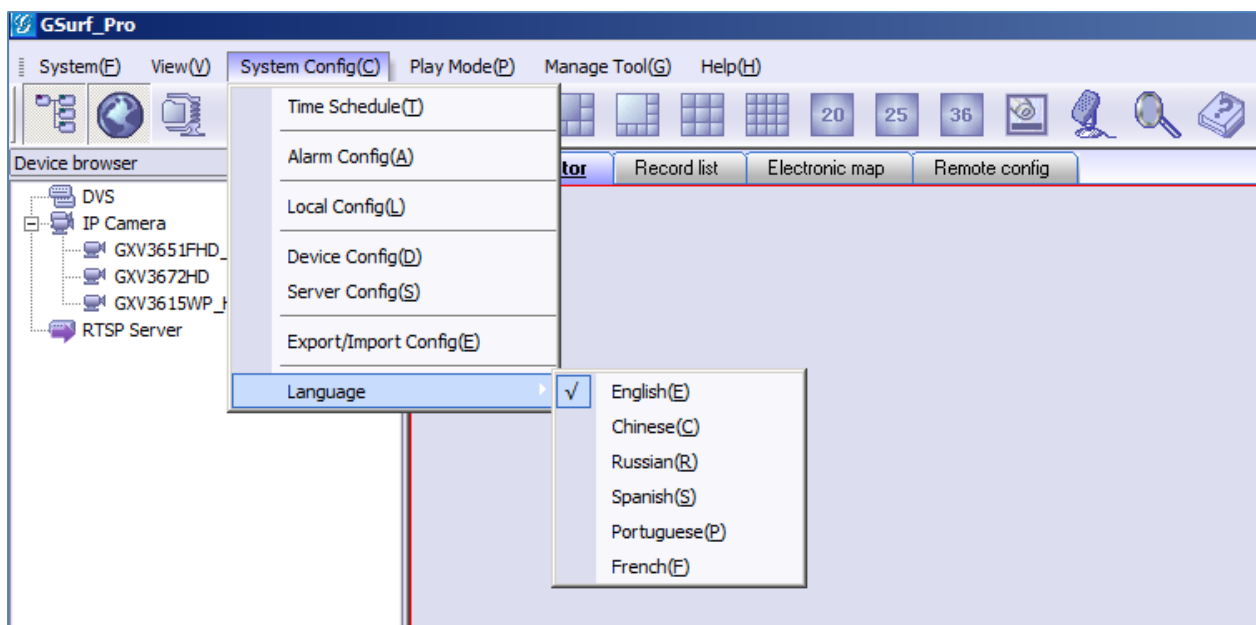 GSurf_Pro
System(F) View(V) System Config(C) Play Mode(P) Manage Tool(G) Help(H)
20 25 36
Device browser
tor Record list Electronic map Remote config
DVS
IP Camera
GXV3651FHD_
GXV3672HD
GXV3615WP_H
RTSP Server
Time Schedule(T)
Alarm Config(A)
Local Config(L)
Device Config(D)
Server Config(S)
Export/Import Config(E)
Language
√ English(E)
Chinese(C)
Russian(R)
Spanish(S)
Portuguese(P)
French(F)